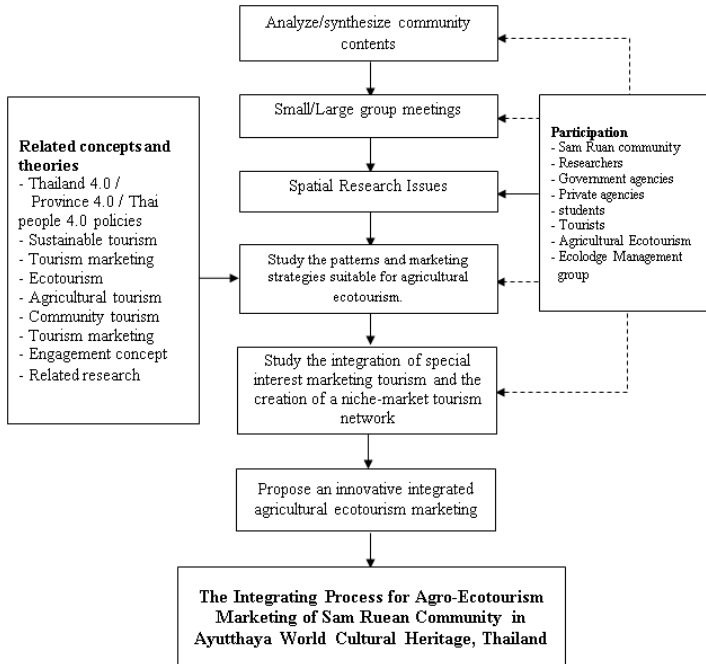 Analyze/synthesize community
contents
Small/Large group meetings
Related concepts and
theories
- Thailand 4.0 /
Province 4.0 / Thai
people 4.0 policies
- Sustainable tourism
- Tourism marketing
- Ecotourism
- Agricultural tourism
- Community tourism
- Tourism marketing
- Engagement concept
- Related research
Participation
- Sam Ruan community
- Researchers
- Government agencies
- Private agencies
- students
- Tourists
- Agricultural Ecotourism
- Ecolodge Management
group
Spatial Research Issues
Study the patterns and marketing
strategies suitable for agricultural
ecotourism.
Study the integration of special
interest marketing tourism and the
creation of a niche-market tourism
network
Propose an innovative integrated
agricultural ecotourism marketing
The Integrating Process for Agro-Ecotourism
Marketing of Sam Ruean Community in
Ayutthaya World Cultural Heritage, Thailand